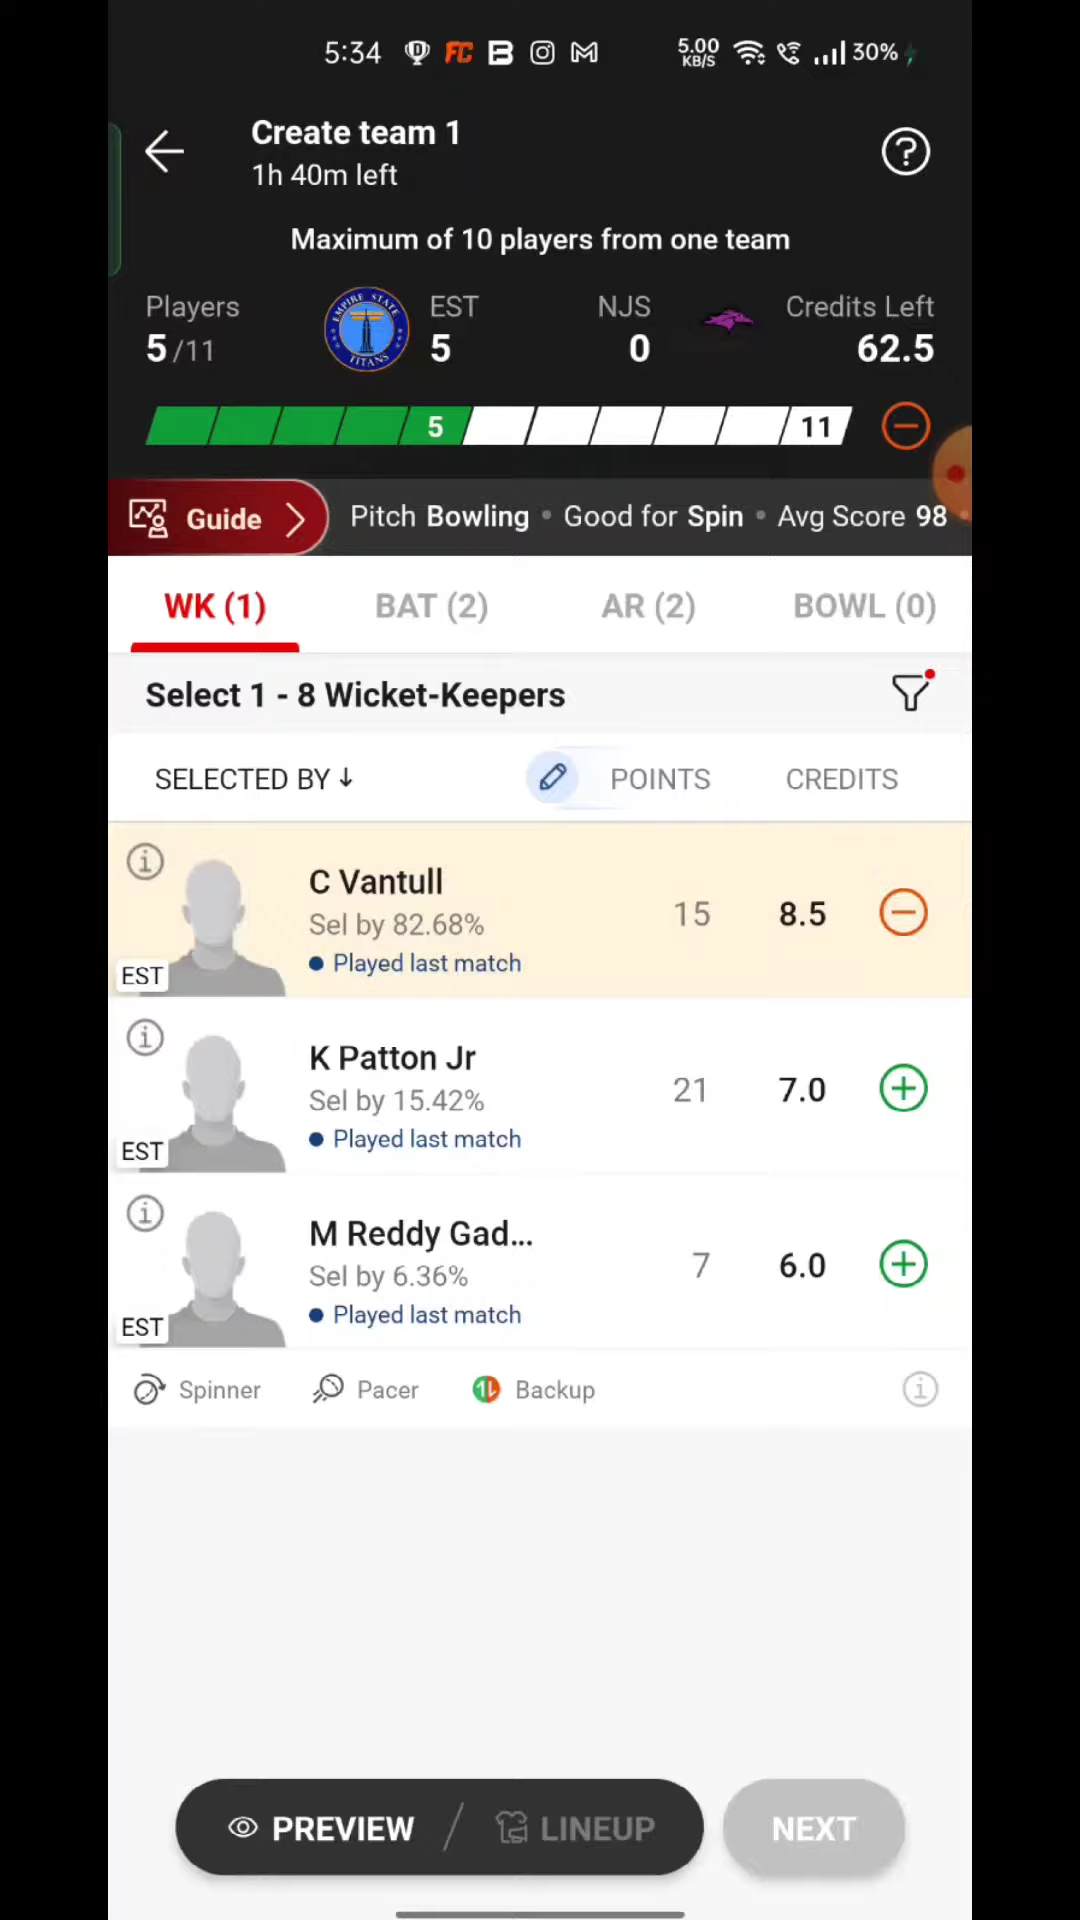 5:34 5.00 KB/S 30%
Create team 1
1h 40m left
Maximum of 10 players from one team
Players EST NJS Credits Left
5/11 5 0 62.5
EMPIRE STATE TITANS
5 11
Guide Pitch Bowling • Good for Spin • Avg Score 98
WK (1) BAT (2) AR (2) BOWL (0)
Select 1 - 8 Wicket-Keepers
SELECTED BY ↓ POINTS CREDITS
C Vantull
Sel by 82.68% 15 8.5
Played last match
EST
K Patton Jr
Sel by 15.42% 21 7.0
Played last match
EST
M Reddy Gad...
Sel by 6.36% 7 6.0
Played last match
EST
Spinner Pacer Backup
PREVIEW / LINEUP NEXT